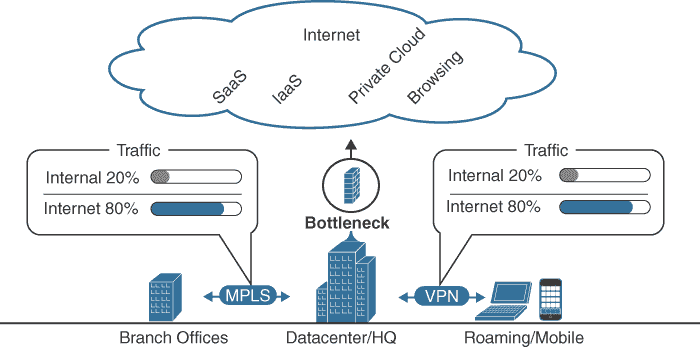 Internet
SaaS
IaaS
Private Cloud
Browsing
Traffic
Internal 20%
Internet 80%
Traffic
Internal 20%
Internet 80%
Bottleneck
MPLS
VPN
Branch Offices
Datacenter/HQ
Roaming/Mobile